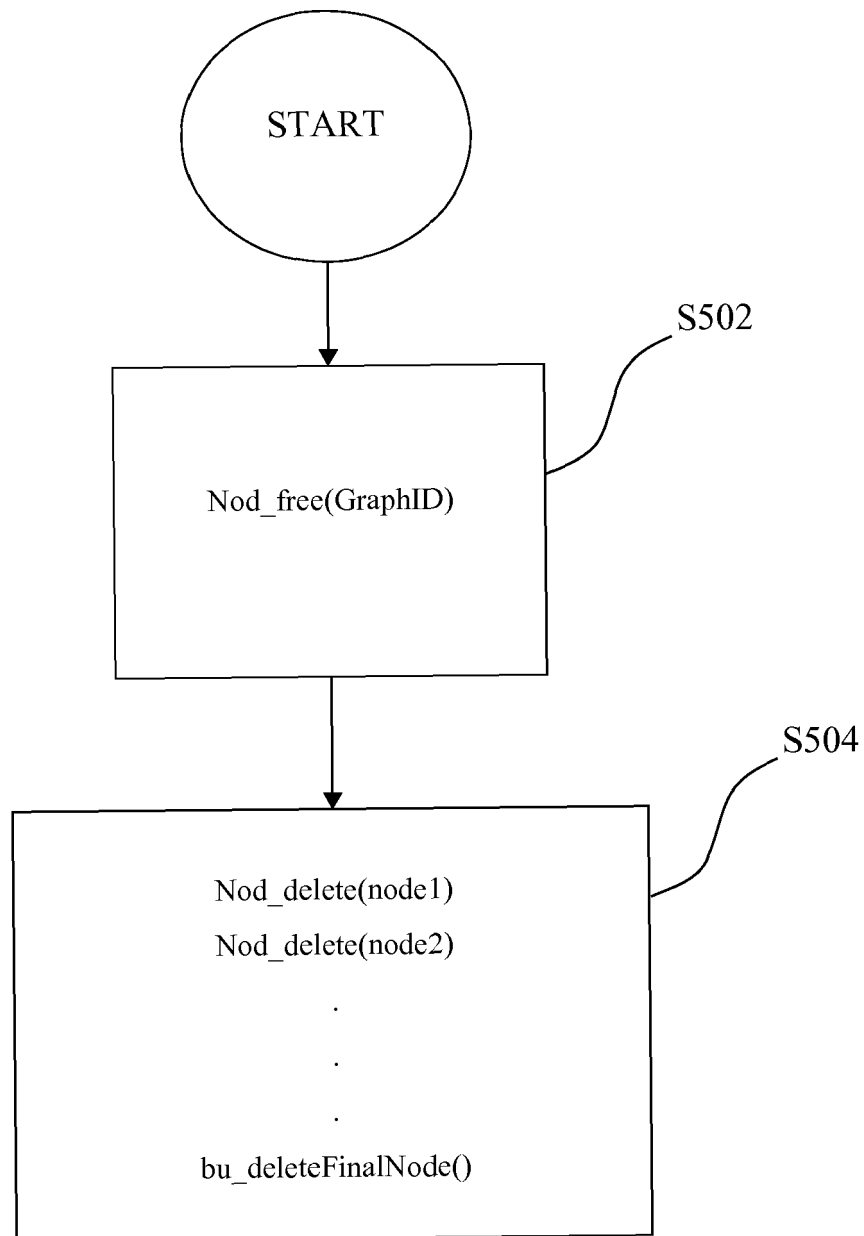 START
S502
Nod_free(GraphID)
S504
Nod_delete(node1)
Nod_delete(node2)
.
.
.
bu_deleteFinalNode()